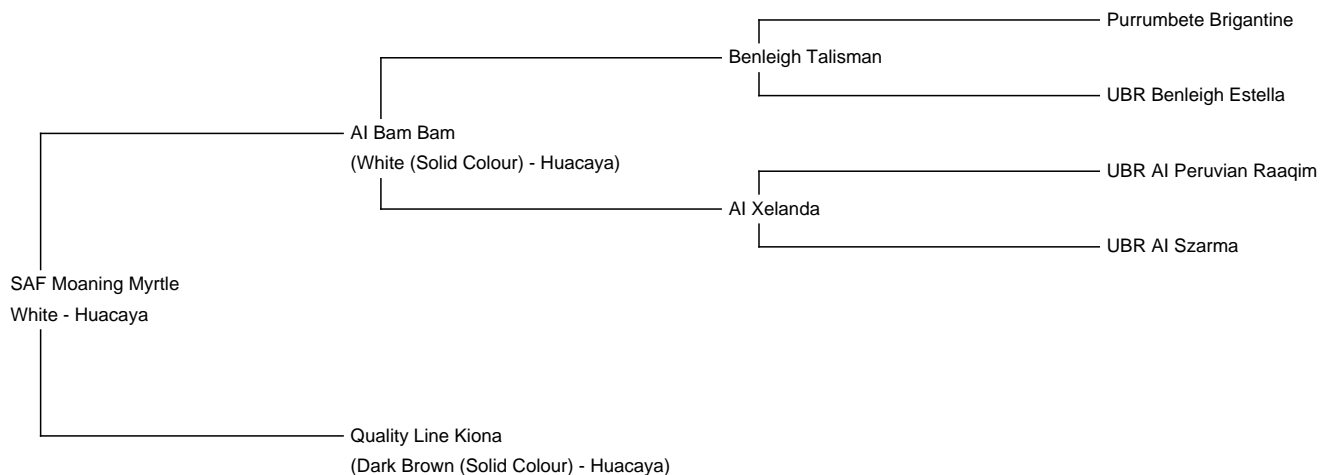 Purrumbete Brigantine
Benleigh Talisman
UBR Benleigh Estella
AI Bam Bam
(White (Solid Colour) - Huacaya)
UBR AI Peruvian Raaqim
AI Xelanda
UBR AI Szarma
SAF Moaning Myrtle
White - Huacaya
Quality Line Kiona
(Dark Brown (Solid Colour) - Huacaya)